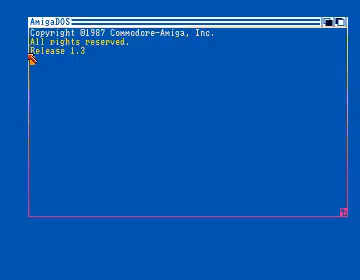 AmigaDOS
Copyright ©1987 Commodore-Amiga, Inc.
All rights reserved.
Release 1.3